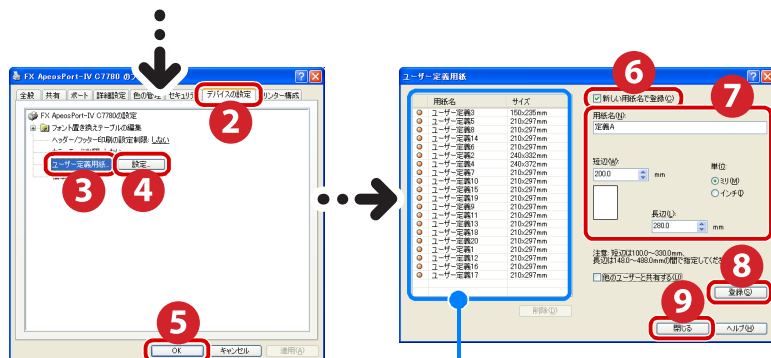 FX ApeosPort-IV C7780 の
全般 共有 ポート 詳細設定 色の管理 セキュリ デバイスの設定 リンター構成
2
FX ApeosPort-IV C7780の設定
フォント置き換えテーブルの編集
ヘッダー/フッター印刷の設定制限: しない
ユーザー定義用紙... 設定...
3
4
5
OK キャンセル 適用(A)
ユーザー定義用紙
用紙名 サイズ
ユーザー定義3 150x235mm
ユーザー定義5 210x297mm
ユーザー定義8 210x297mm
ユーザー定義14 210x297mm
ユーザー定義6 210x297mm
ユーザー定義2 240x332mm
ユーザー定義4 240x372mm
ユーザー定義7 210x297mm
ユーザー定義10 210x297mm
ユーザー定義15 210x297mm
ユーザー定義19 210x297mm
ユーザー定義9 210x297mm
ユーザー定義11 210x297mm
ユーザー定義13 210x297mm
ユーザー定義18 210x297mm
ユーザー定義20 210x297mm
ユーザー定義1 210x297mm
ユーザー定義12 210x297mm
ユーザー定義16 210x297mm
ユーザー定義17 210x297mm
削除(D)
6
新しい用紙名で登録(C)
7
用紙名(N):
定義A
短辺(W):
200.0 mm
単位
ミリ(M)
インチ(I)
長辺(L):
280.0 mm
注意: 短辺は100.0～330.0mm、
長辺は148.0～488.0mmの間で指定してくだ
他のユーザーと共有する(U)
8
登録(S)
9
閉じる ヘルプ(H)